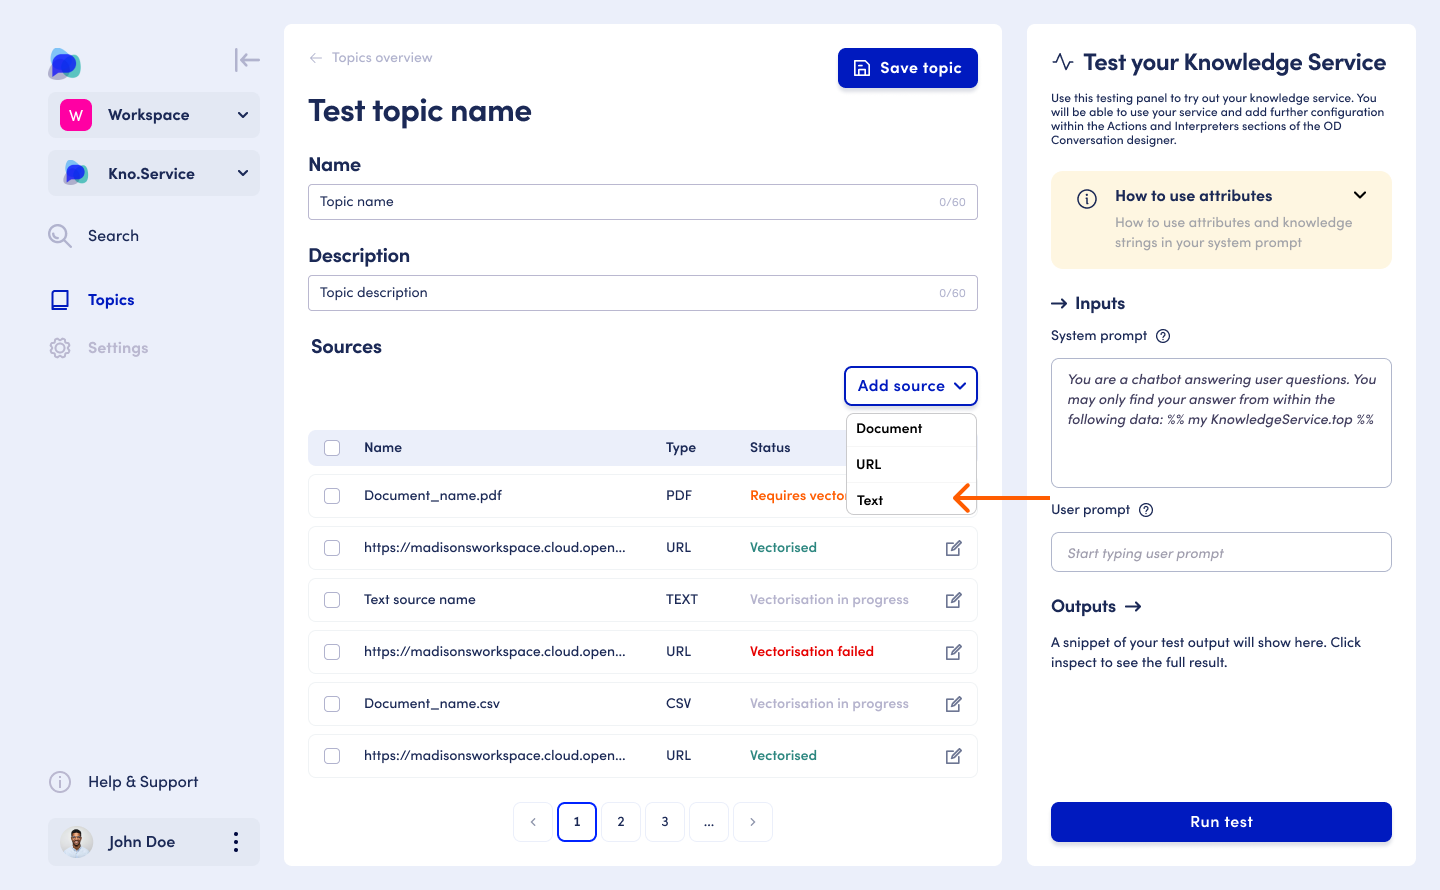 W
Workspace
Kno.Service
Search
Topics
Settings
Help & Support
John Doe
Topics overview
Save topic
Test topic name
Name
Topic name
0/60
Description
Topic description
0/60
Sources
Add source
Document
URL
Text
Name Type Status
Document_name.pdf PDF Requires vecto
https://madisonsworkspace.cloud.open... URL Vectorised
Text source name TEXT Vectorisation in progress
https://madisonsworkspace.cloud.open... URL Vectorisation failed
Document_name.csv CSV Vectorisation in progress
https://madisonsworkspace.cloud.open... URL Vectorised
< 1 2 3 ... >
Test your Knowledge Service
Use this testing panel to try out your knowledge service. You
will be able to use your service and add further configuration
within the Actions and Interpreters sections of the OD
Conversation designer.
How to use attributes
How to use attributes and knowledge
strings in your system prompt
Inputs
System prompt
You are a chatbot answering user questions. You
may only find your answer from within the
following data: %% my KnowledgeService.top %%
User prompt
Start typing user prompt
Outputs
A snippet of your test output will show here. Click
inspect to see the full result.
Run test